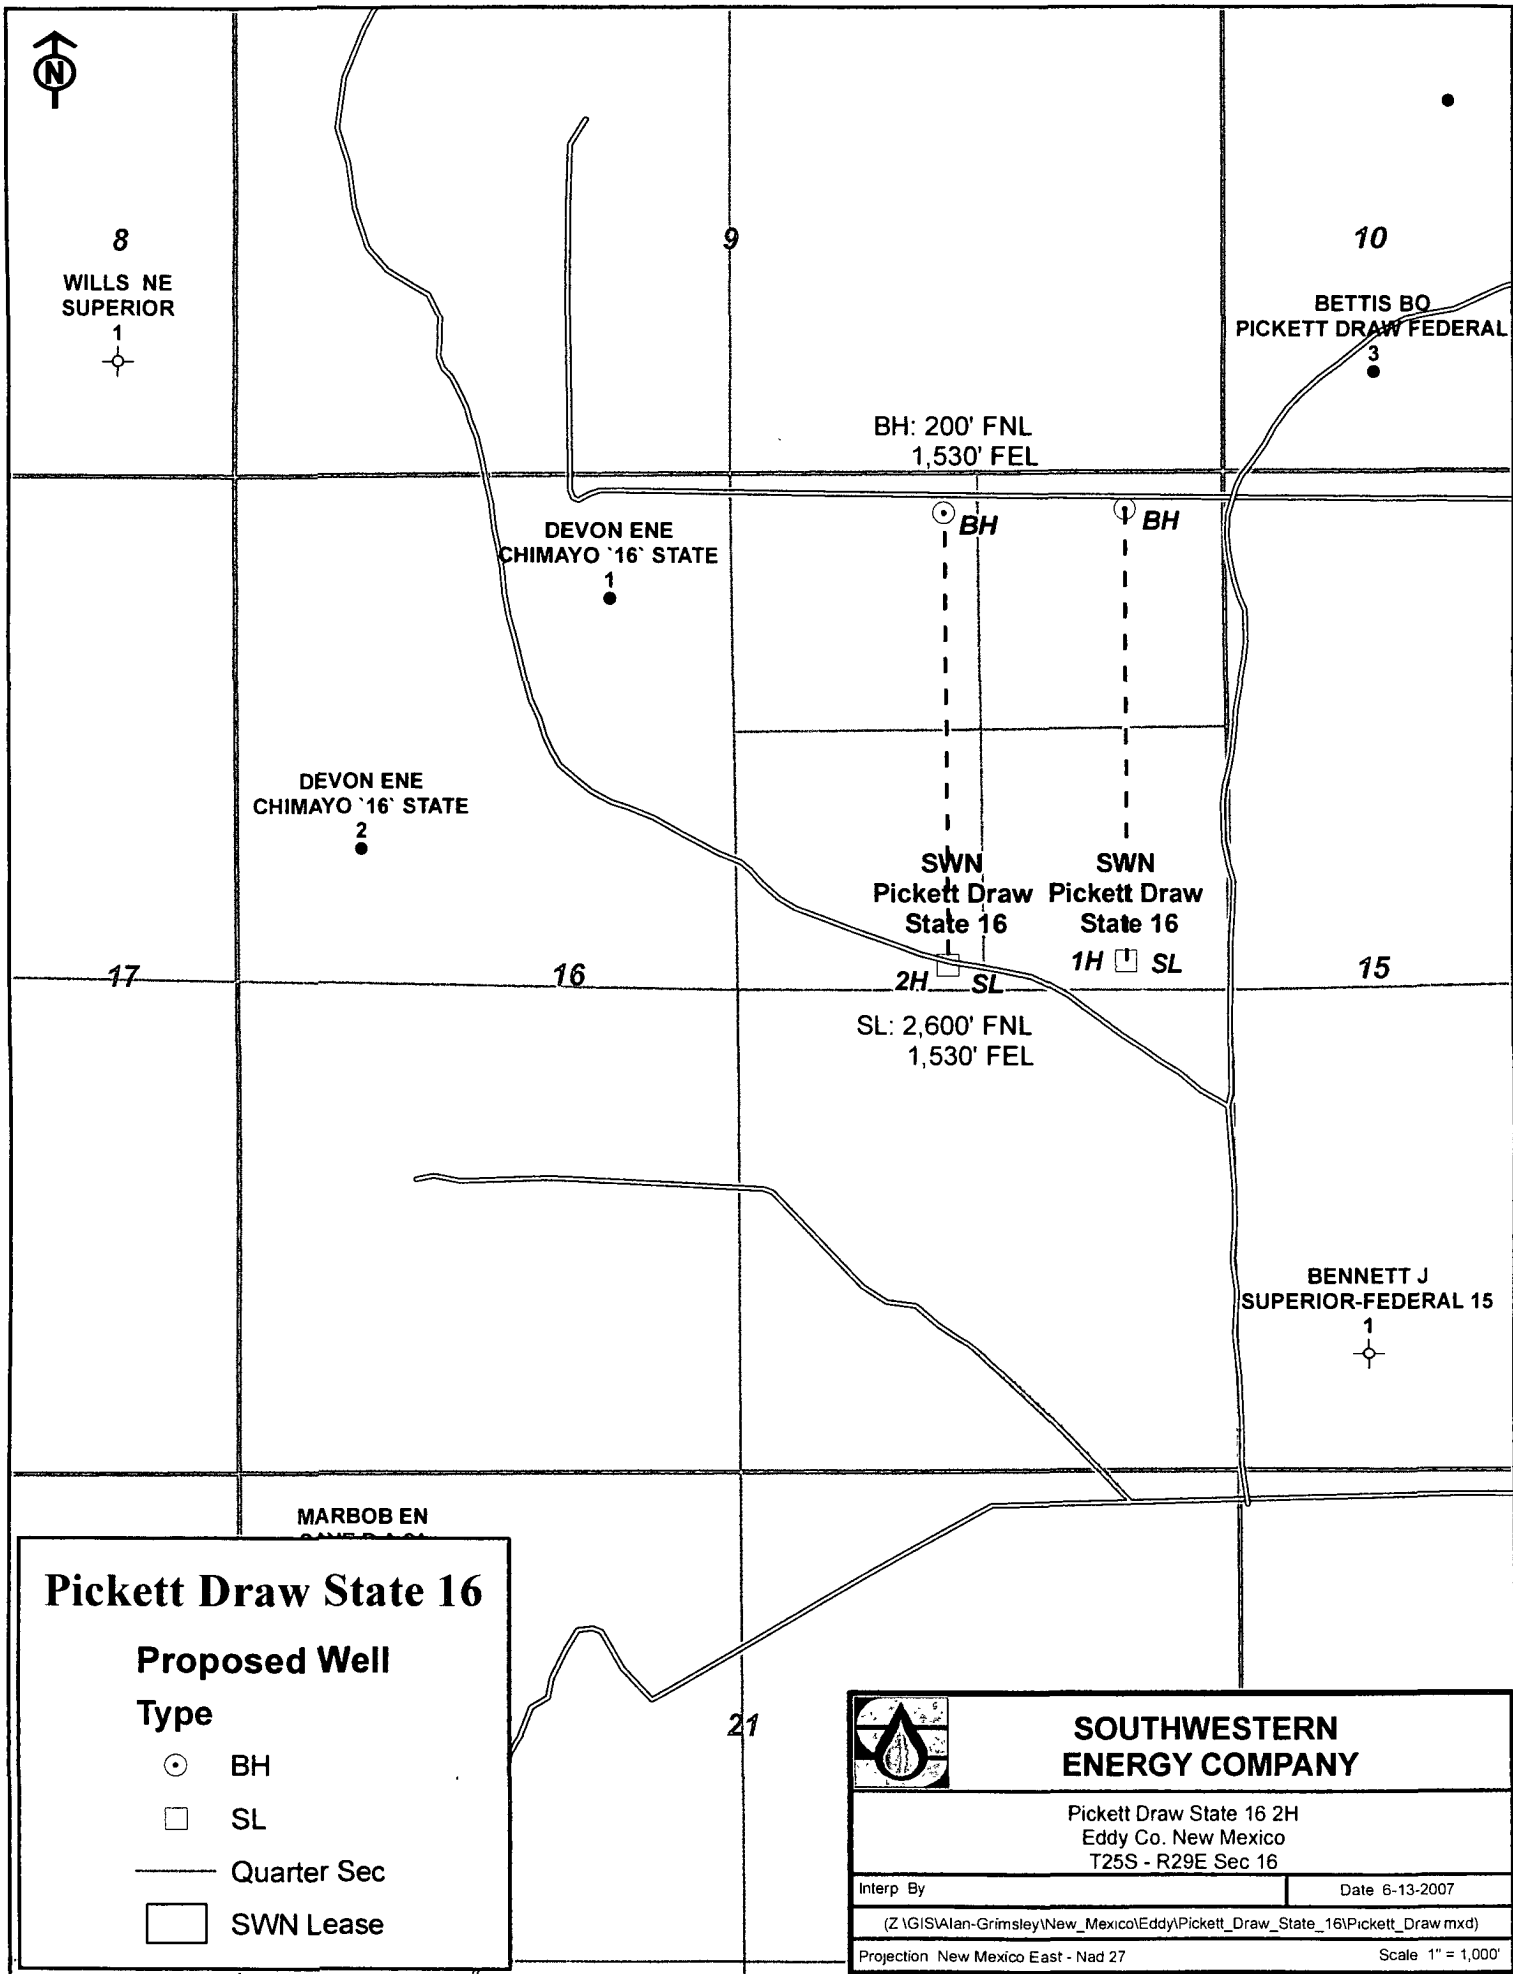 N
8
9
10
WILLS NE
SUPERIOR
1
BETTIS BO
PICKETT DRAW FEDERAL
3
BH: 200' FNL
1,530' FEL
BH
BH
DEVON ENE
CHIMAYO `16` STATE
1
DEVON ENE
CHIMAYO `16` STATE
2
SWN
Pickett Draw
State 16
SWN
Pickett Draw
State 16
2H SL
1H SL
17
16
15
SL: 2,600' FNL
1,530' FEL
BENNETT J
SUPERIOR-FEDERAL 15
1
MARBOB EN
21
Pickett Draw State 16
Proposed Well
Type
BH
SL
Quarter Sec
SWN Lease
SOUTHWESTERN
ENERGY COMPANY
Pickett Draw State 16 2H
Eddy Co. New Mexico
T25S - R29E Sec 16
Interp By
Date 6-13-2007
(Z \GIS\Alan-Grimsley\New_Mexico\Eddy\Pickett_Draw_State_16\Pickett_Draw mxd)
Projection New Mexico East - Nad 27
Scale 1" = 1,000'